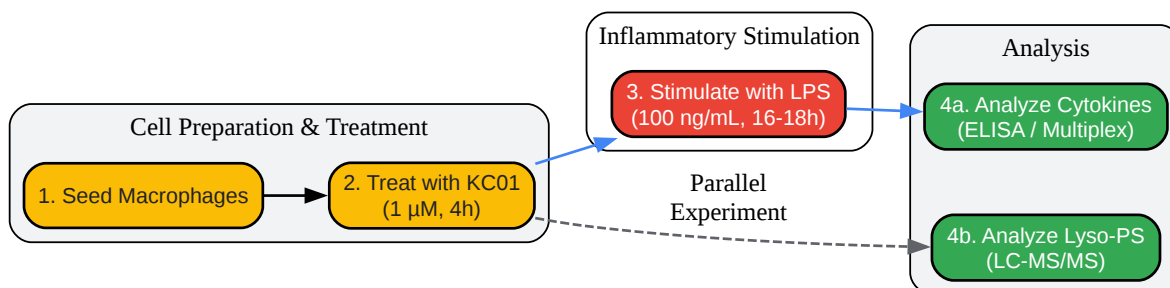 Cell Preparation & Treatment
1. Seed Macrophages
2. Treat with KC01
(1 µM, 4h)
Inflammatory Stimulation
3. Stimulate with LPS
(100 ng/mL, 16-18h)
Parallel
Experiment
Analysis
4a. Analyze Cytokines
(ELISA / Multiplex)
4b. Analyze Lyso-PS
(LC-MS/MS)